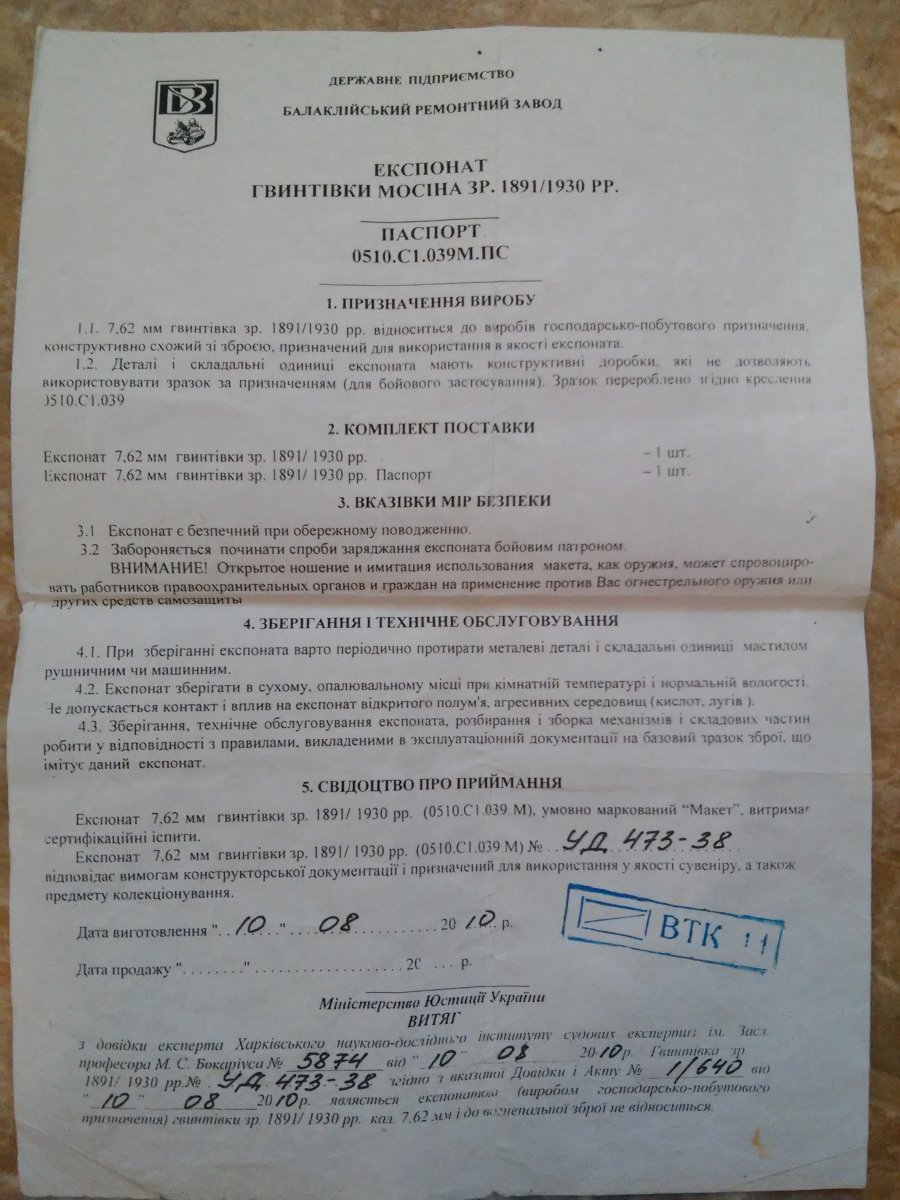 ДЕРЖАВНЕ ПІДПРИЄМСТВО
БАЛАКЛІЙСЬКИЙ РЕМОНТНИЙ ЗАВОД
ЕКСПОНАТ
ГВИНТІВКИ МОСІНА ЗР. 1891/1930 РР.
ПАСПОРТ
0510.С1.039М.ПС
1. ПРИЗНАЧЕННЯ ВИРОБУ
1.1. 7,62 мм гвинтівка зр. 1891/1930 рр. відноситься до виробів господарсько-побутового призначення,
конструктивно схожий зі зброєю, призначений для використання в якості експоната.
1.2. Деталі і складальні одиниці експоната мають конструктивні доробки, які не дозволяють
використовувати зразок за призначенням (для бойового застосування). Зразок перероблено згідно креслення
0510.С1.039
2. КОМПЛЕКТ ПОСТАВКИ
Експонат 7,62 мм гвинтівки зр. 1891/ 1930 рр. – 1 шт.
Експонат 7,62 мм гвинтівки зр. 1891/ 1930 рр. Паспорт – 1 шт.
3. ВКАЗІВКИ МІР БЕЗПЕКИ
3.1 Експонат є безпечний при обережному поводженню.
3.2 Забороняється починати спроби заряджання експоната бойовим патроном.
ВНИМАНИЕ! Открытое ношение и имитация использования макета, как оружия, может спровоциро-
вать работников правоохранительных органов и граждан на применение против Вас огнестрельного оружия или
других средств самозащиты
4. ЗБЕРІГАННЯ І ТЕХНІЧНЕ ОБСЛУГОВУВАННЯ
4.1. При зберіганні експоната варто періодично протирати металеві деталі і складальні одиниці мастилом
рушничним чи машинним.
4.2. Експонат зберігати в сухому, опалювальному місці при кімнатній температурі і нормальній вологості.
Не допускається контакт і вплив на експонат відкритого полум'я, агресивних середовищ (кислот, лугів ).
4.3. Зберігання, технічне обслуговування експоната, розбирання і зборка механізмів і складових частин
робити у відповідності з правилами, викладеними в эксплуатаціонній документації на базовий зразок зброї, що
імітує даний експонат.
5. СВІДОЦТВО ПРО ПРИЙМАННЯ
Експонат 7,62 мм гвинтівки зр. 1891/ 1930 рр. (0510.С1.039 М), умовно маркований “Макет”, витримав
сертифікаційні іспити.
Експонат 7,62 мм гвинтівки зр. 1891/ 1930 рр. (0510.С1.039 М) № УД 473-38
відповідає вимогам конструкторської документації і призначений для використання у якості сувеніру, а також
предмету колекціонування.
Дата виготовлення ". . 10 . . ." . . 08 . . . . . . . . . . 20 10 . . р.
ВТК 11
Дата продажу ". . . . . . . ." . . . . . . . . . . . . . . . . . . . 20 . . . р.
Міністерство Юстиції України
ВИТЯГ
з довідки експерта Харківського науково-дослідного інституту судових експертиз ім. Засл.
професора М. С. Бокаріуса № 5874 від " 10 " 08 2010 р. Гвинтівка зр
1891/ 1930 рр.№ . УД 473-38 згідно з вказаної Довідки і Акту № 1/640 від
" 10 " 08 2010 р. являється експонатом (виробом господарсько-побутового
призначення) гвинтівки зр. 1891/ 1930 рр. кал. 7,62 мм і до вогнепальної зброї не відноситься.